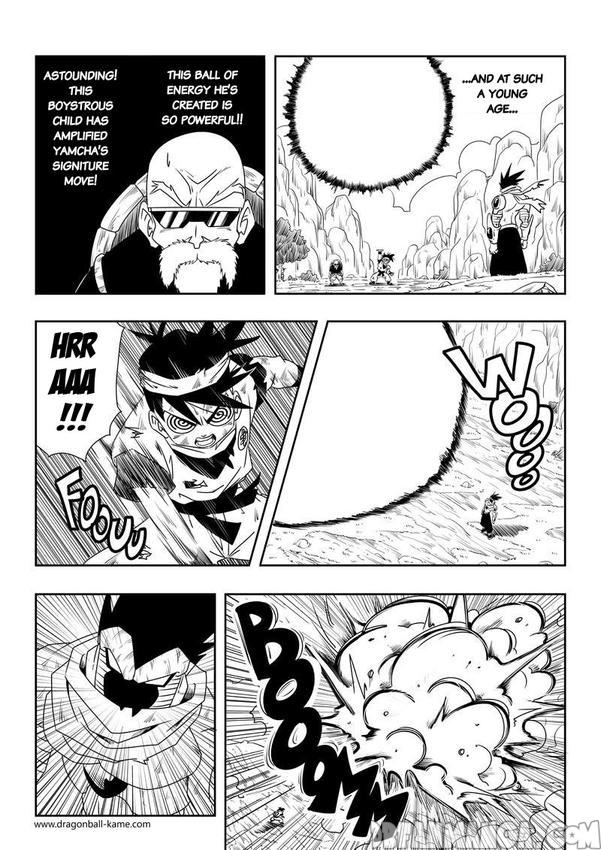 ASTOUNDING!
THIS
BOYSTROUS
CHILD HAS
AMPLIFIED
YAMCHA'S
SIGNITURE
MOVE!
THIS BALL OF
ENERGY HE'S
CREATED IS
SO POWERFUL!!
...AND AT SUCH
A YOUNG
AGE...
HRR
AAA
!!!
FOOUU
WOUOOO
BOOOMM
www.dragonball-kame.com